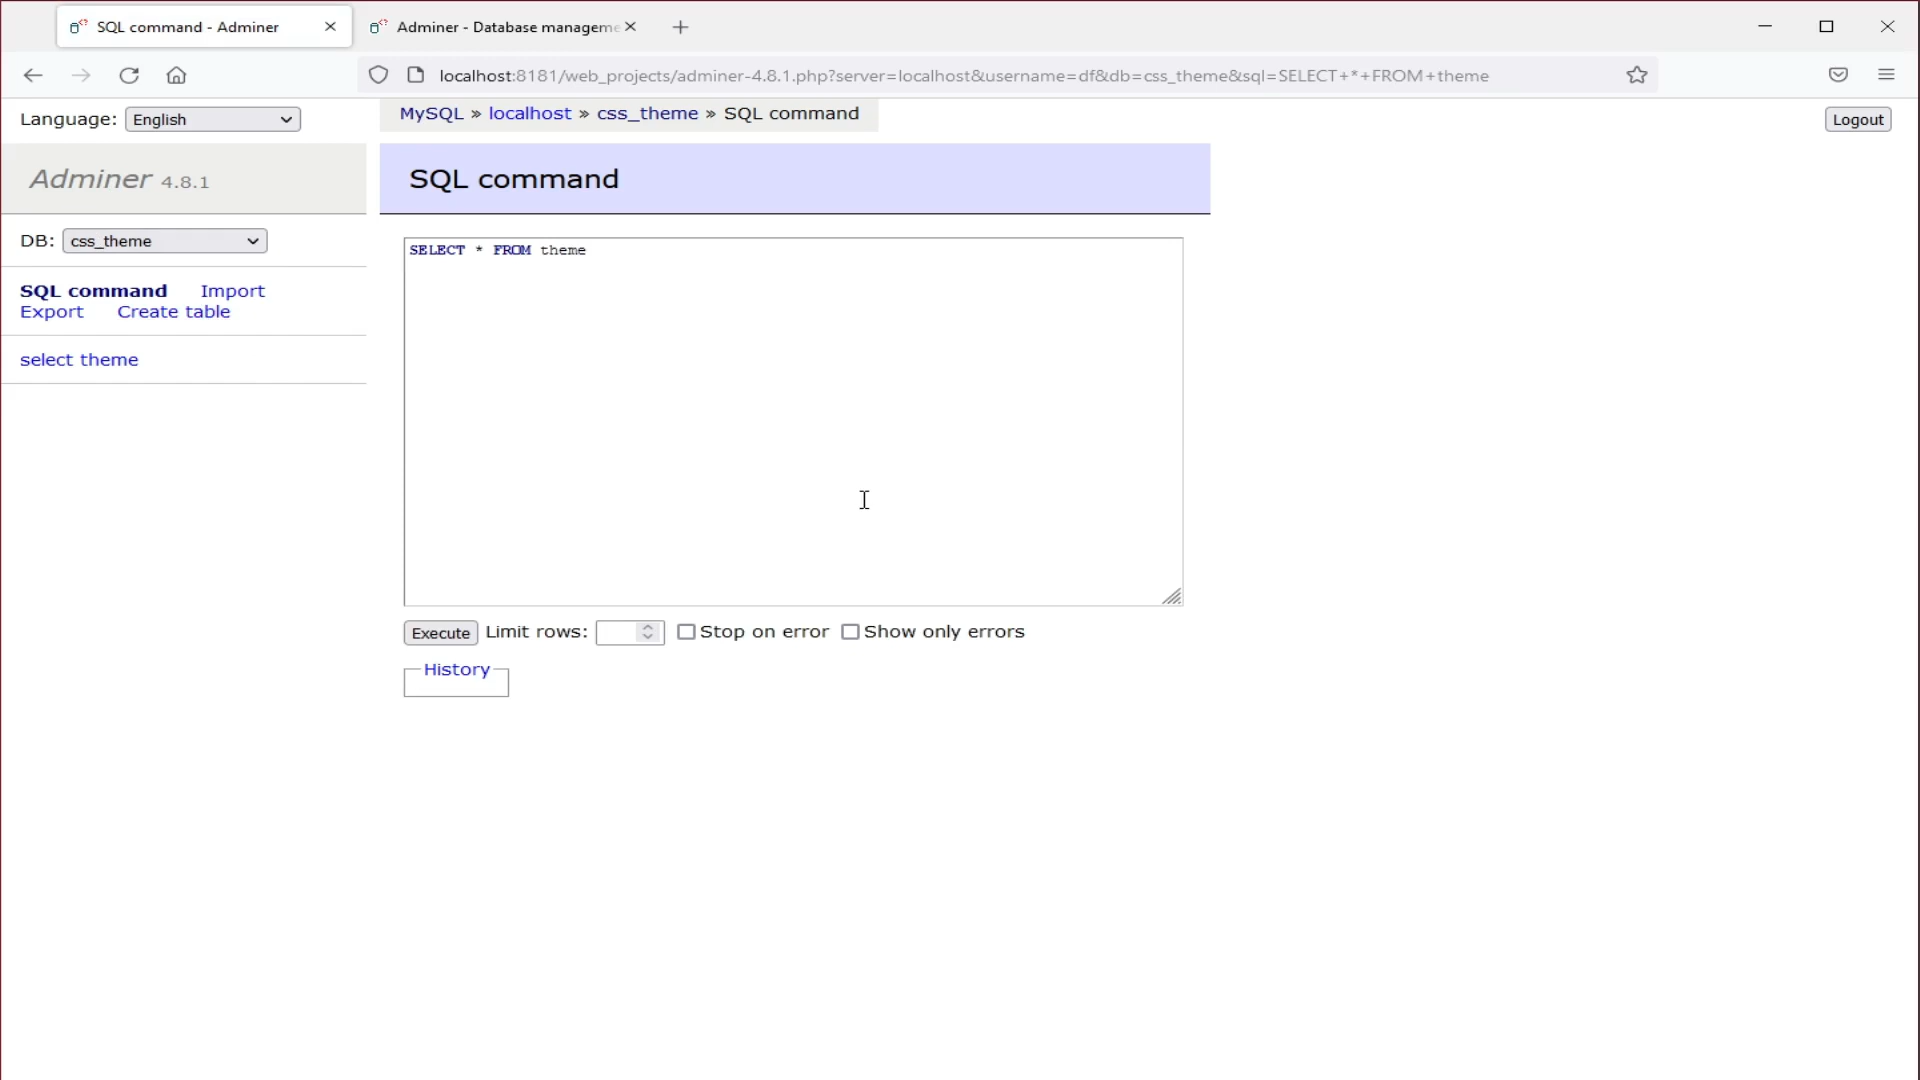 SQL command - Adminer
Adminer - Database manageme
localhost:8181/web_projects/adminer-4.8.1.php?server=localhost&username=df&db=css_theme&sql=SELECT+*+FROM+theme
Language: English
MySQL » localhost » css_theme » SQL command
Logout
Adminer 4.8.1
SQL command
DB: css_theme
SELECT * FROM theme
SQL command Import
Export Create table
select theme
Execute Limit rows: Stop on error Show only errors
History